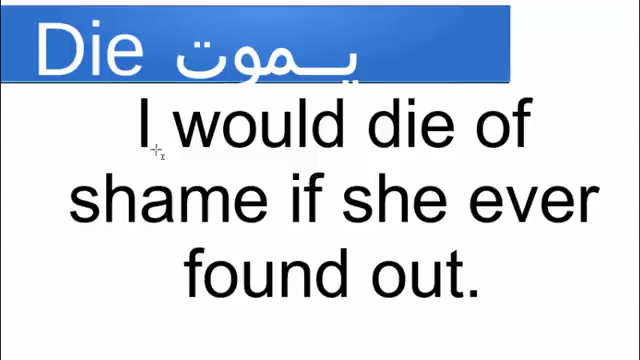 Die يموت
I would die of
shame if she ever
found out.